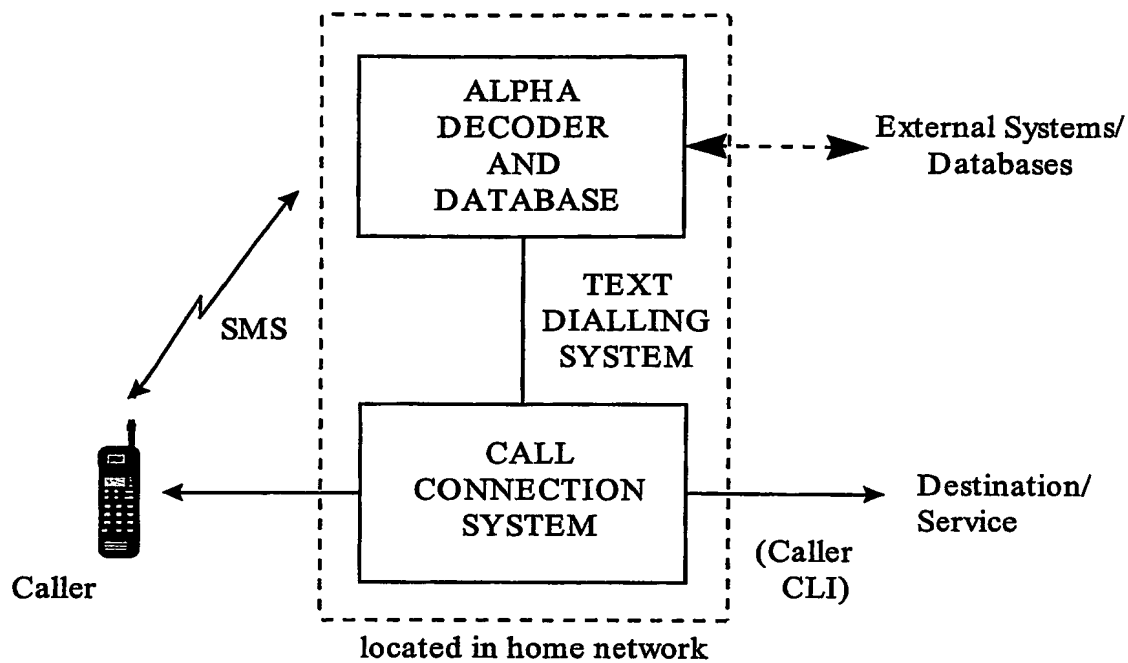 ALPHA
DECODER
AND
DATABASE
External Systems/
Databases
TEXT
DIALLING
SYSTEM
SMS
CALL
CONNECTION
SYSTEM
Destination/
Service
(Caller
CLI)
Caller
located in home network